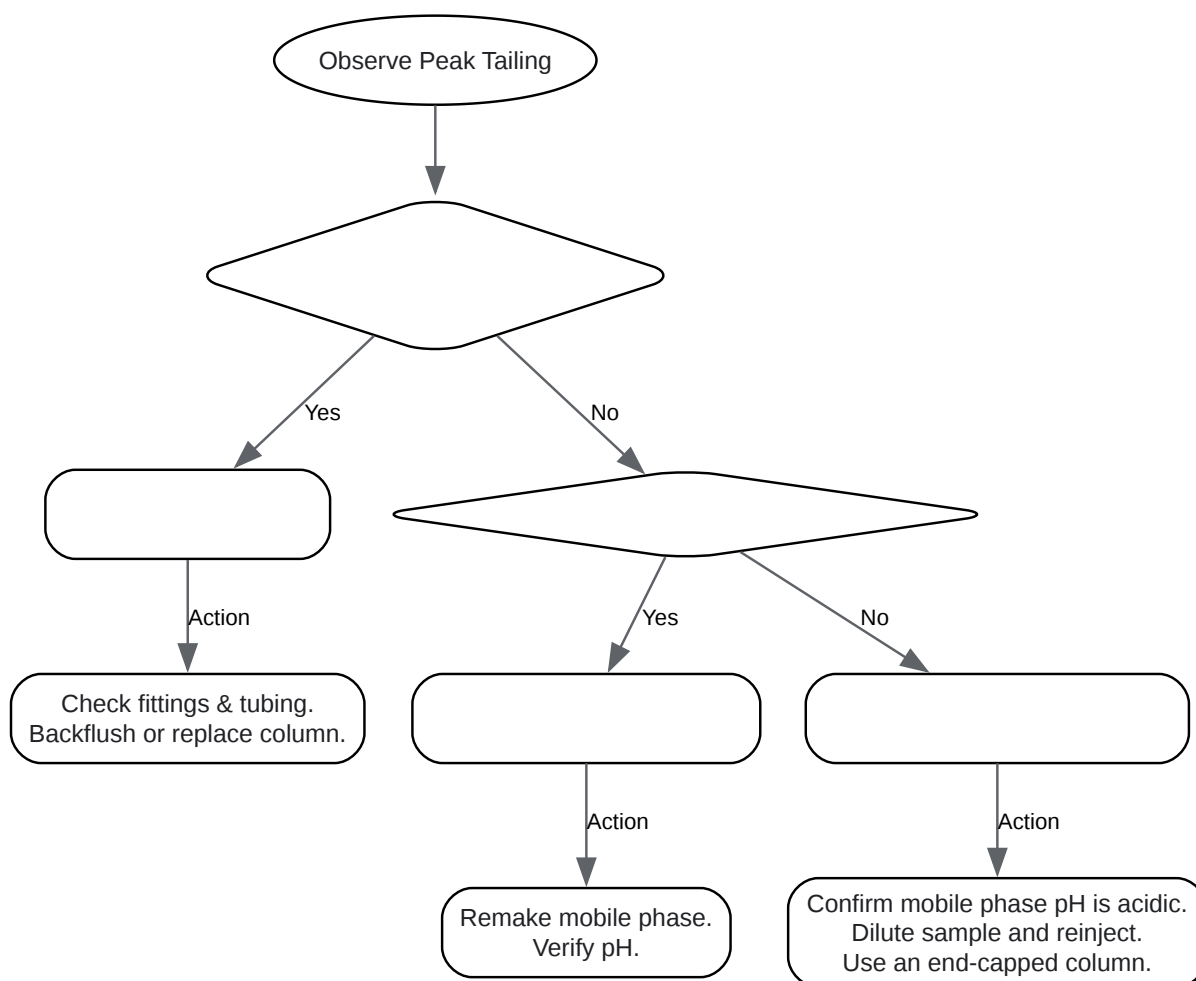 Observe Peak Tailing
Yes
No
Action
Yes
No
Check fittings & tubing.
Backflush or replace column.
Action
Action
Remake mobile phase.
Verify pH.
Confirm mobile phase pH is acidic.
Dilute sample and reinject.
Use an end-capped column.